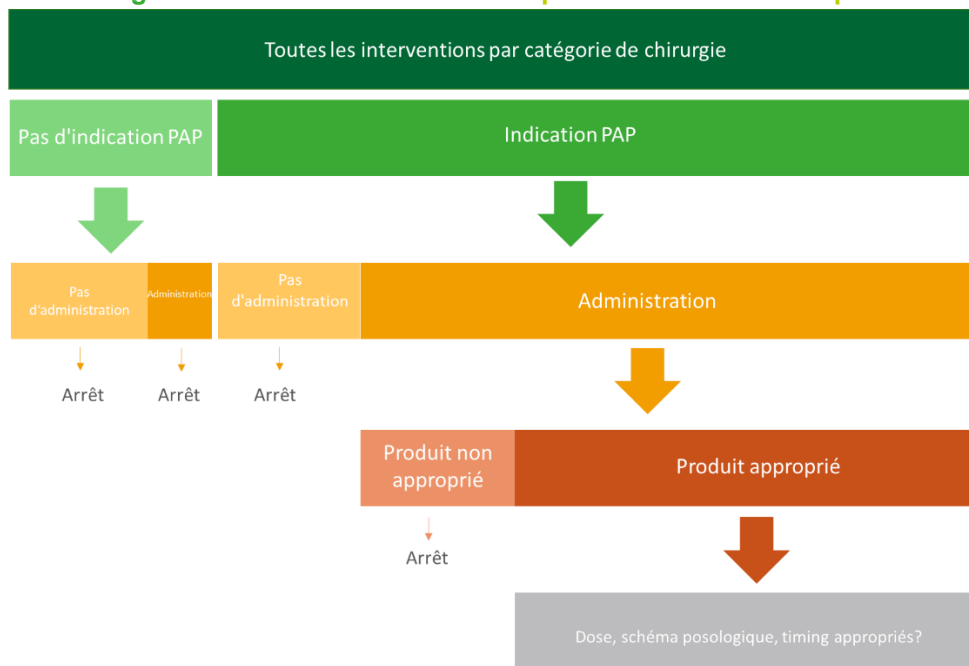 Toutes les interventions par catégorie de chirurgie
Pas d'indication PAP
Indication PAP
Pas
d'administration
Administration
Pas
d'administration
Administration
Arrêt
Arrêt
Arrêt
Produit non
approprié
Produit approprié
Arrêt
Dose, schéma posologique, timing appropriés?